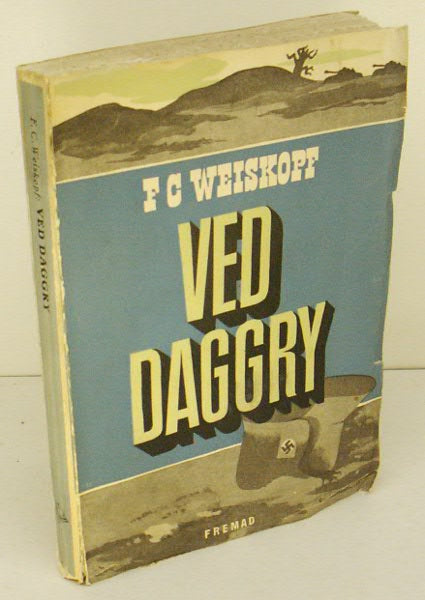 F C WEISKOPF
VED
DAGGRY
FREMAD
F. C. Weiskopf: VED DAGGRY